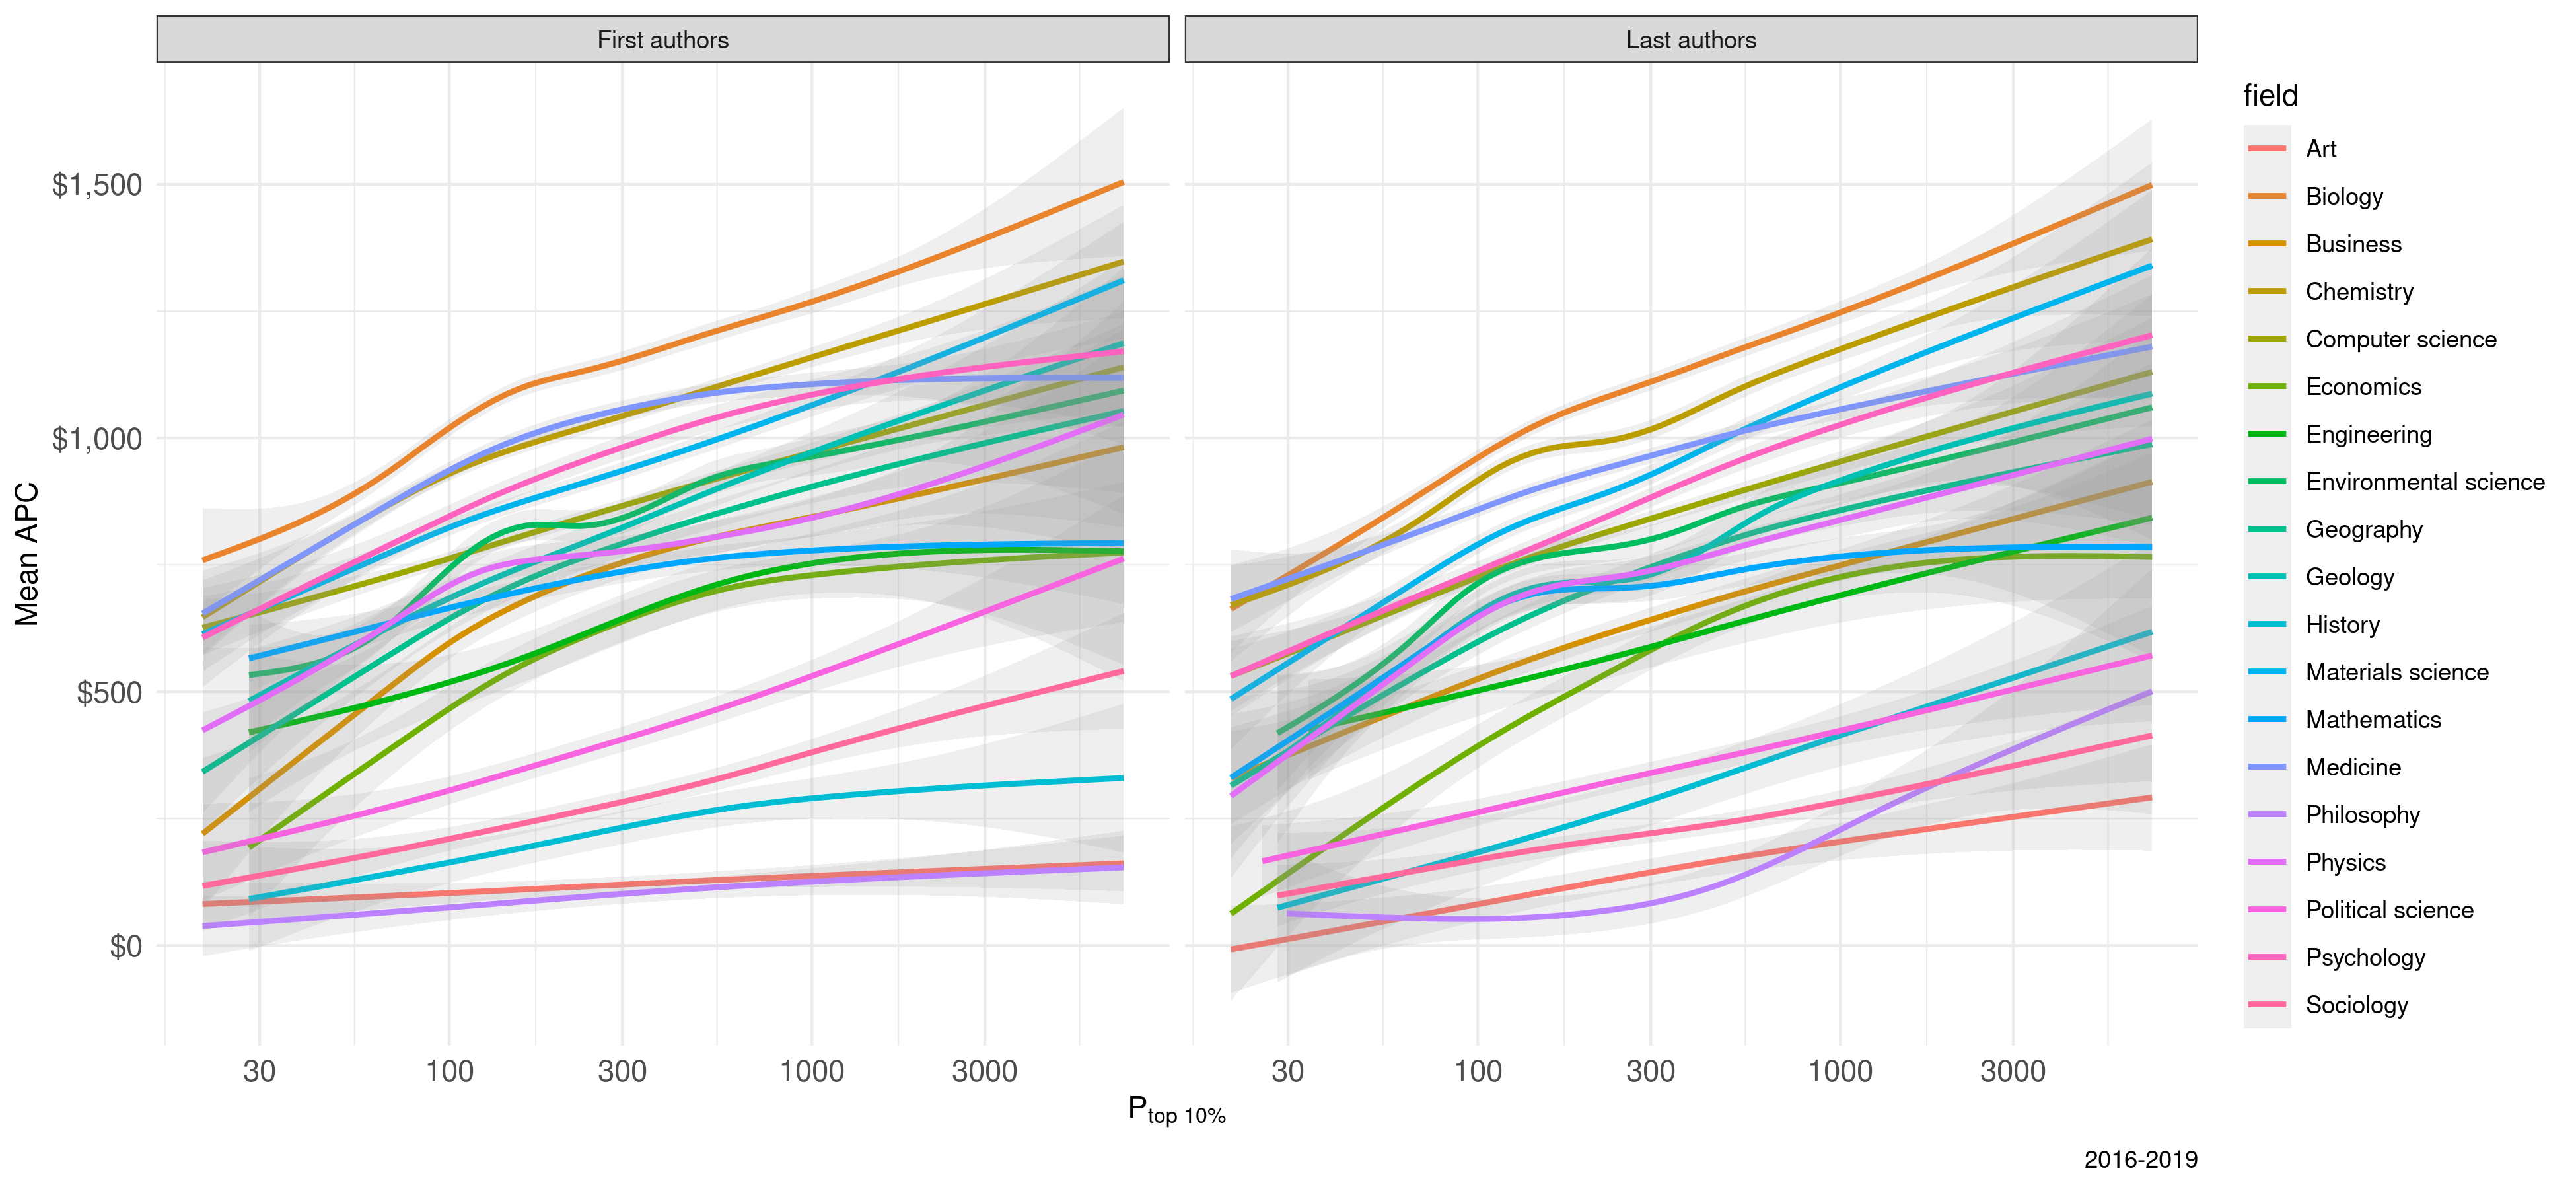 First authors
Last authors
Mean APC
$1,500
$1,000
$500
$0
30 100 300 1000 3000
30 100 300 1000 3000
Ptop 10%
field
Art
Biology
Business
Chemistry
Computer science
Economics
Engineering
Environmental science
Geography
Geology
History
Materials science
Mathematics
Medicine
Philosophy
Physics
Political science
Psychology
Sociology
2016-2019